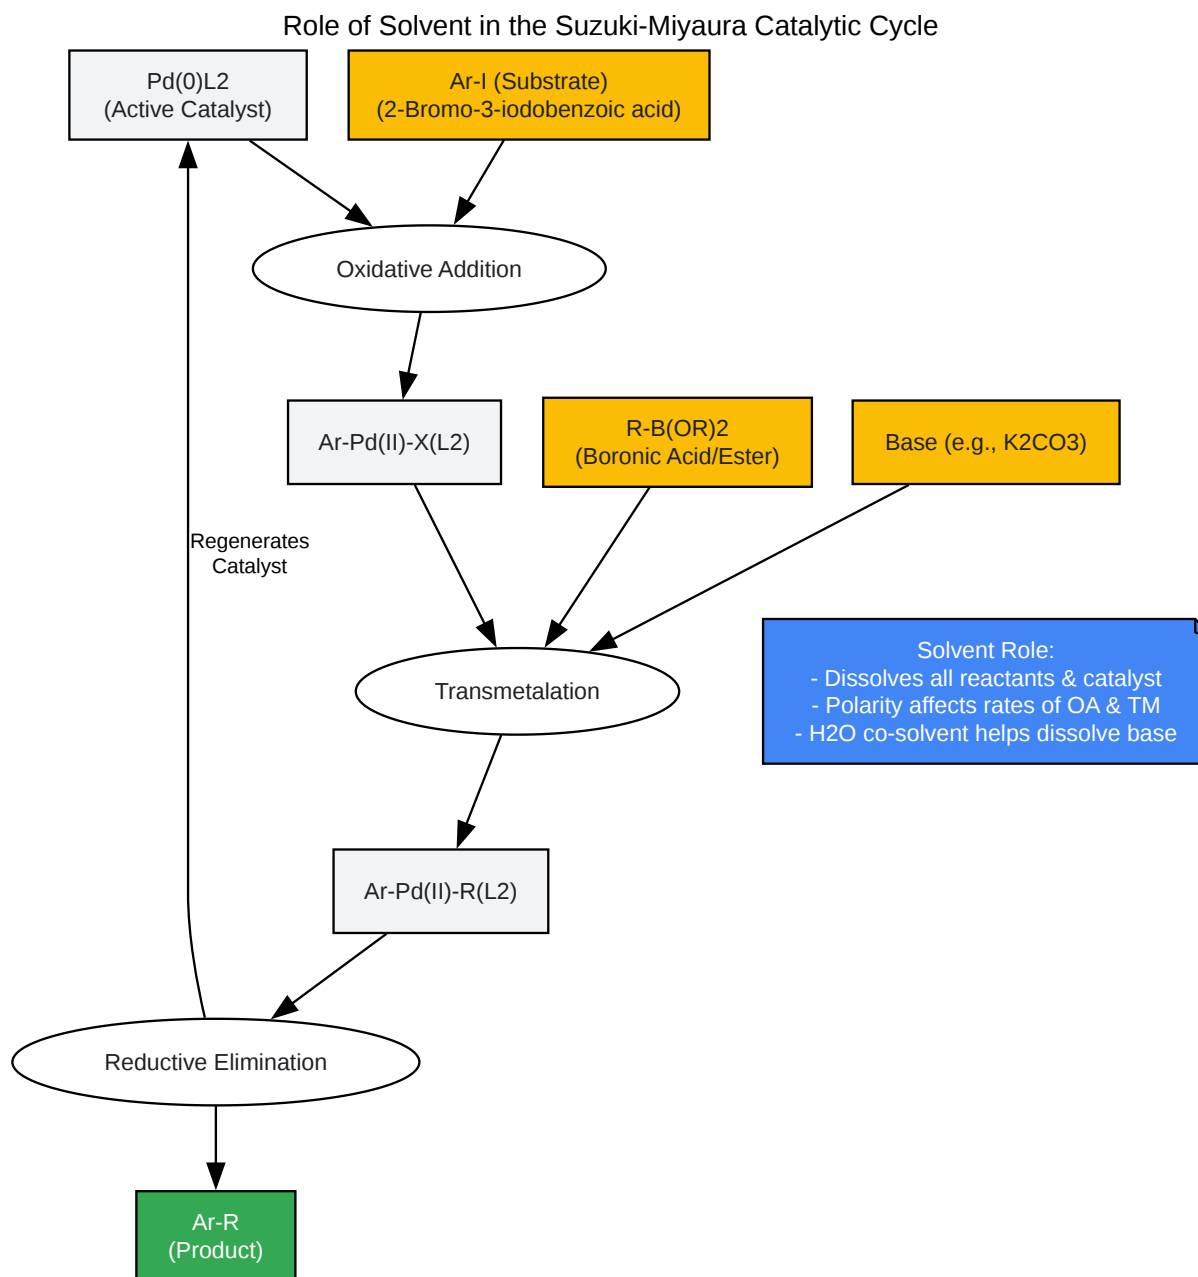 Role of Solvent in the Suzuki-Miyaura Catalytic Cycle
Pd(0)L2
(Active Catalyst)
Ar-I (Substrate)
(2-Bromo-3-iodobenzoic acid)
Oxidative Addition
Ar-Pd(II)-X(L2)
R-B(OR)2
(Boronic Acid/Ester)
Base (e.g., K2CO3)
Regenerates
Catalyst
Transmetalation
Solvent Role:
- Dissolves all reactants & catalyst
- Polarity affects rates of OA & TM
- H2O co-solvent helps dissolve base
Ar-Pd(II)-R(L2)
Reductive Elimination
Ar-R
(Product)